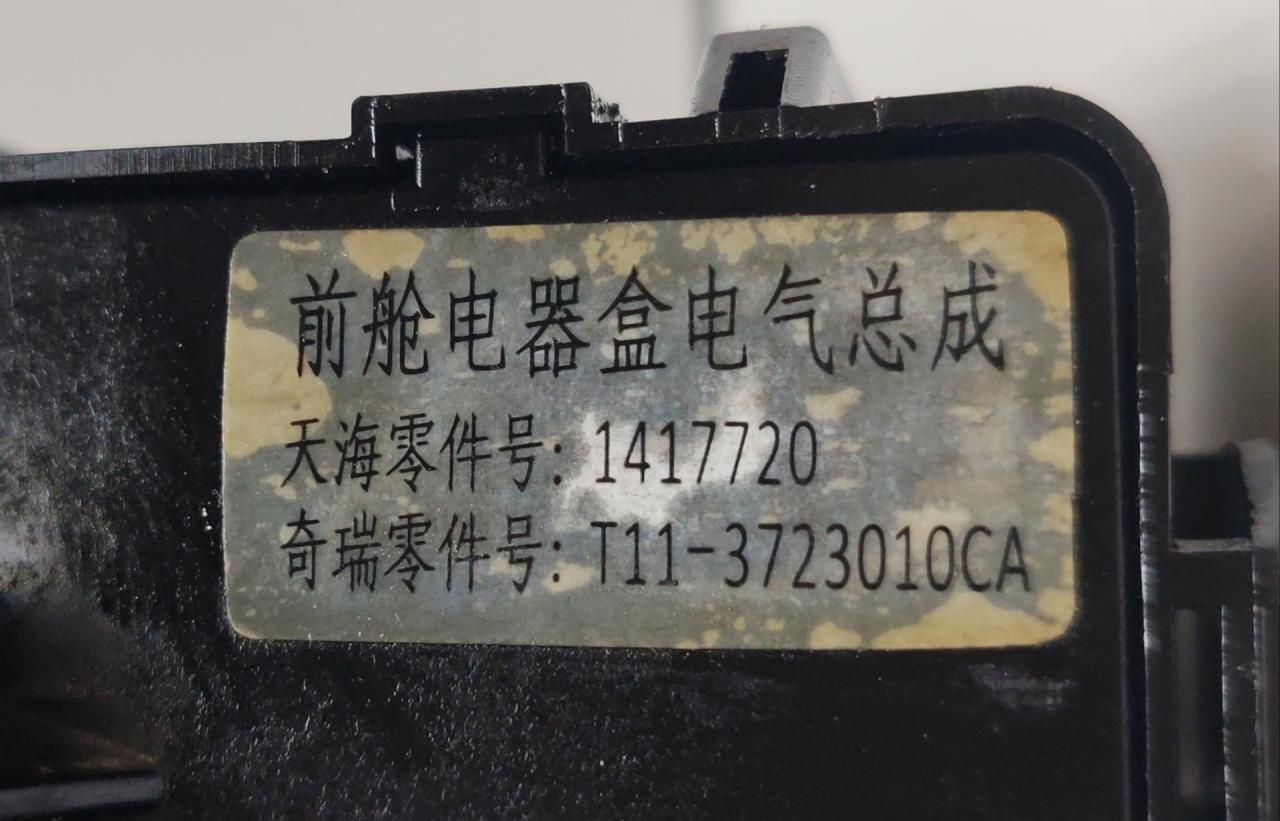 前舱电器盒电气总成
天海零件号: 1417720
奇瑞零件号: T11-3723010CA